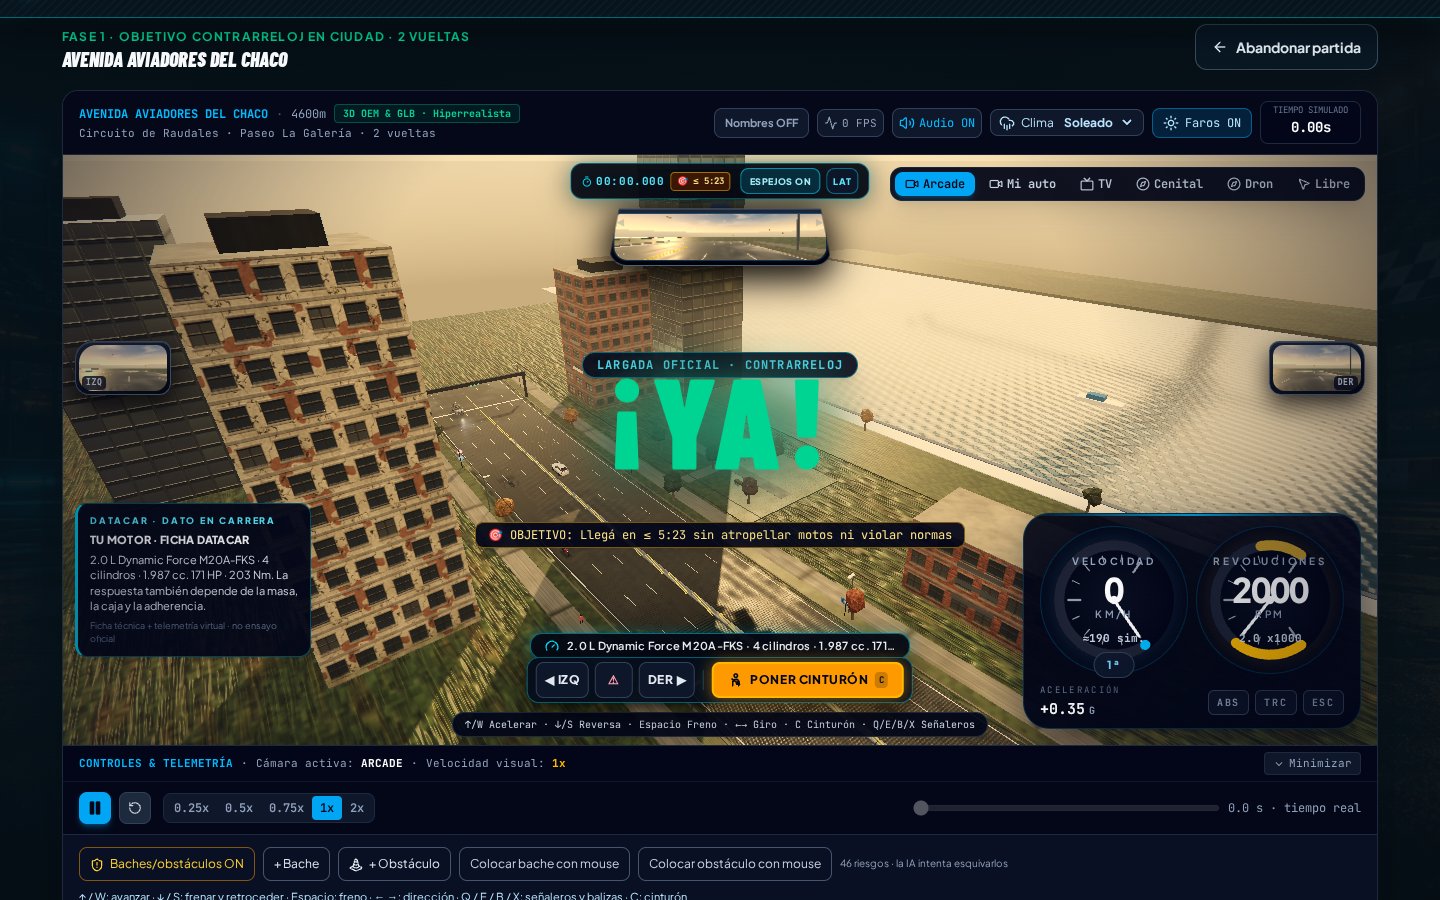 FASE 1 · OBJETIVO CONTRARRELOJ EN CIUDAD · 2 VUELTAS
AVENIDA AVIADORES DEL CHACO
← Abandonar partida
AVENIDA AVIADORES DEL CHACO · 4600m 3D OEM & GLB · Hiperrealista
Circuito de Raudales · Paseo La Galería · 2 vueltas
Nombres OFF
0 FPS
Audio ON
Clima Soleado
Faros ON
TIEMPO SIMULADO
0.00s
00:00.000 🎯 ≤ 5:23 ESPEJOS ON LAT
Arcade Mi auto TV Cenital Dron Libre
IZQ
DER
LARGADA OFICIAL · CONTRARRELOJ
¡YA!
DATACAR · DATO EN CARRERA
TU MOTOR · FICHA DATACAR
2.0 L Dynamic Force M20A-FKS · 4
cilindros · 1.987 cc. 171 HP · 203 Nm. La
respuesta también depende de la masa,
la caja y la adherencia.
Ficha técnica + telemetría virtual · no ensayo
oficial
🎯 OBJETIVO: Llegá en ≤ 5:23 sin atropellar motos ni violar normas
VELOCIDAD
0
KM/H
≈190 sim.
1ª
REVOLUCIONES
2000
RPM
2.0 x1000
ACELERACIÓN
+0.35 G
ABS TRC ESC
2.0 L Dynamic Force M20A-FKS · 4 cilindros · 1.987 cc. 171…
◀ IZQ ⚠ DER ▶ PONER CINTURÓN C
↑/W Acelerar · ↓/S Reversa · Espacio Freno · ←→ Giro · C Cinturón · Q/E/B/X Señaleros
CONTROLES & TELEMETRÍA · Cámara activa: ARCADE · Velocidad visual: 1x
Minimizar
0.25x 0.5x 0.75x 1x 2x
0.0 s · tiempo real
Baches/obstáculos ON
+ Bache
+ Obstáculo
Colocar bache con mouse
Colocar obstáculo con mouse
46 riesgos · la IA intenta esquivarlos
↑ / W: avanzar · ↓ / S: frenar y retroceder · Espacio: freno · ← →: dirección · Q / E / B / X: señaleros y balizas · C: cinturón